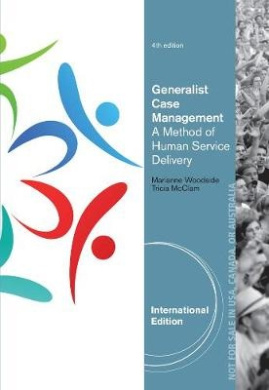 4th edition
Generalist
Case
Management
A Method of
Human Service
Delivery
Marianne Woodside
Tricia McClam
International
Edition
NOT FOR SALE IN USA, CANADA, OR AUSTRALIA